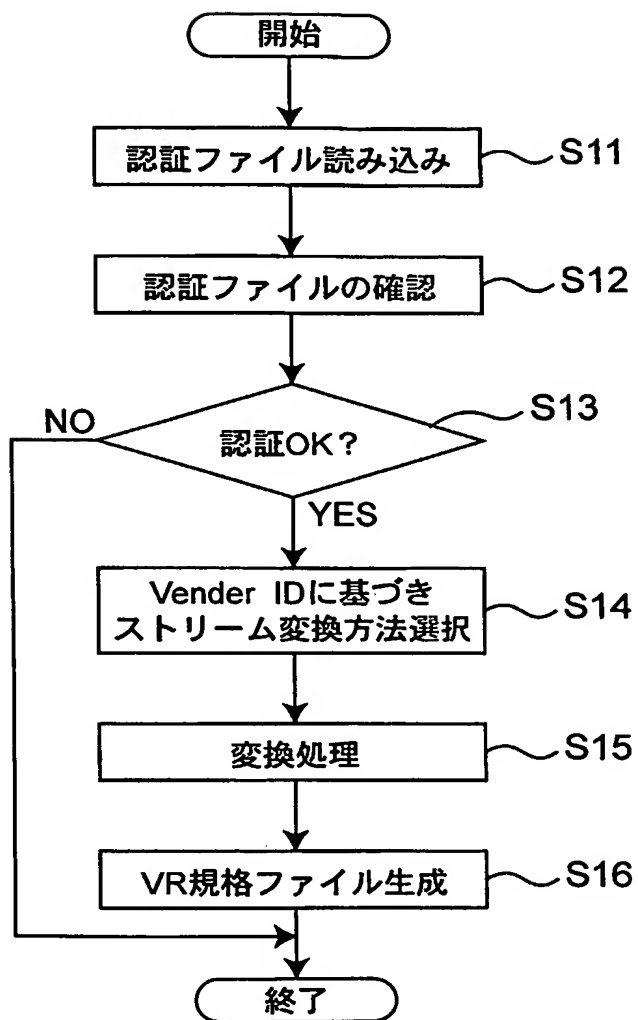 開始
認証ファイル読み込み
S11
認証ファイルの確認
S12
認証OK？
S13
NO
YES
Vender IDに基づき
ストリーム変換方法選択
S14
変換処理
S15
VR規格ファイル生成
S16
終了